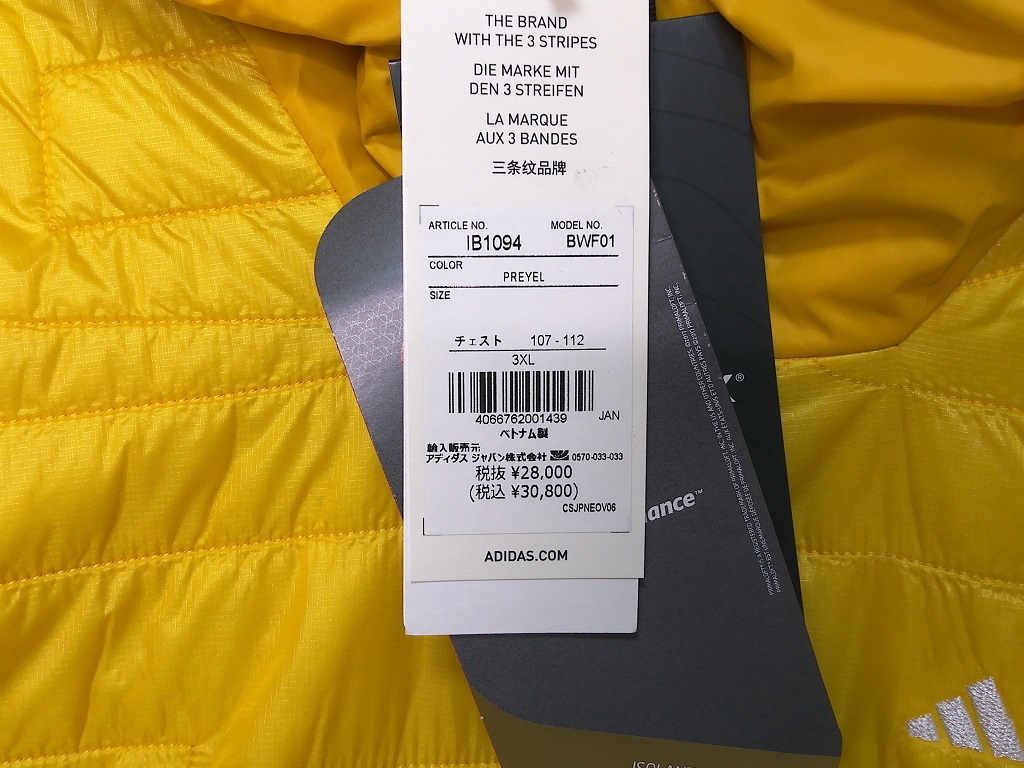 THE BRAND
WITH THE 3 STRIPES
DIE MARKE MIT
DEN 3 STREIFEN
LA MARQUE
AUX 3 BANDES
三条纹品牌
ARTICLE NO. MODEL NO.
IB1094 BWF01
COLOR
PREYEL
SIZE
チェスト 107 - 112
3XL
4066762001439 JAN
ベトナム製
輸入販売元
アディダス ジャパン株式会社 0570-033-033
税抜 ¥28,000
(税込 ¥30,800)
CSJPNEOV06
ADIDAS.COM
®
ance™